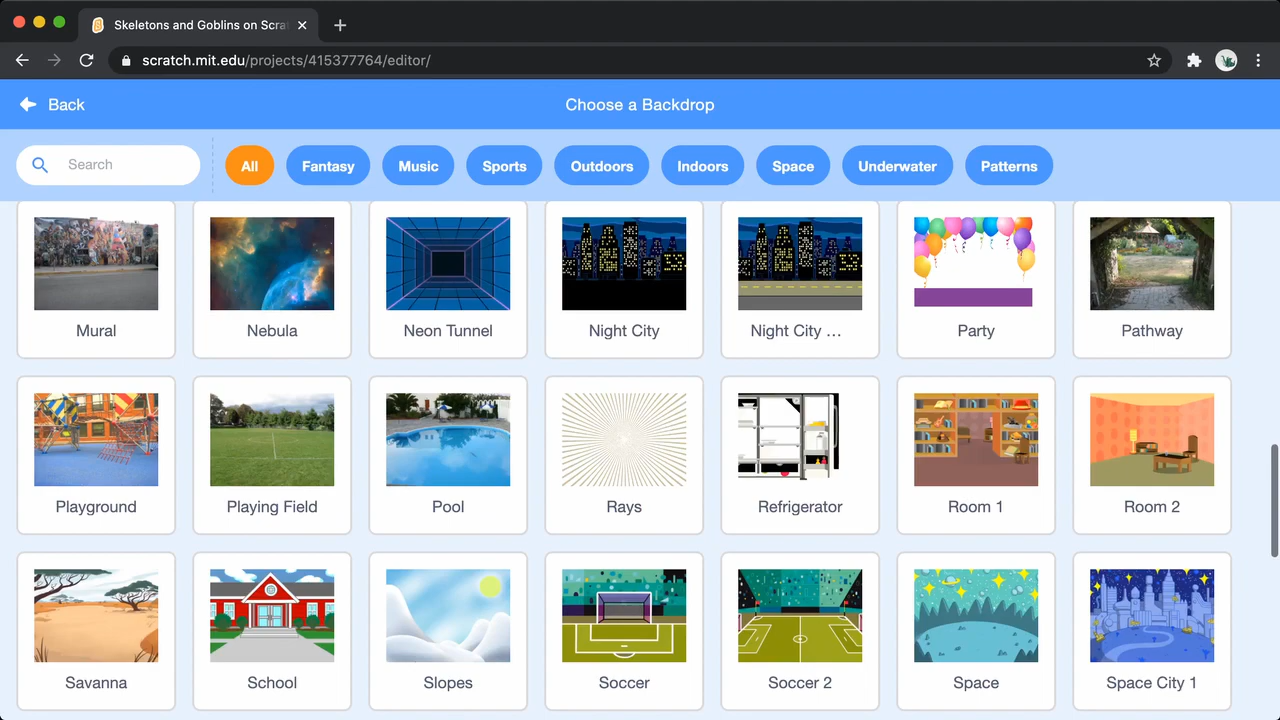 Skeletons and Goblins on Scra
scratch.mit.edu/projects/415377764/editor/
Back
Choose a Backdrop
Search
All
Fantasy
Music
Sports
Outdoors
Indoors
Space
Underwater
Patterns
Mural
Nebula
Neon Tunnel
Night City
Night City ...
Party
Pathway
Playground
Playing Field
Pool
Rays
Refrigerator
Room 1
Room 2
Savanna
School
Slopes
Soccer
Soccer 2
Space
Space City 1